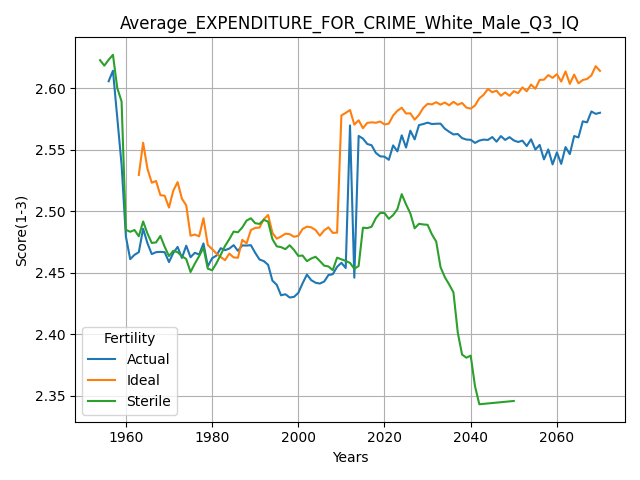 Average_EXPENDITURE_FOR_CRIME_White_Male_Q3_IQ
Score(1-3)
2.60
2.55
2.50
2.45
2.40
2.35
Fertility
Actual
Ideal
Sterile
1960 1980 2000 2020 2040 2060
Years